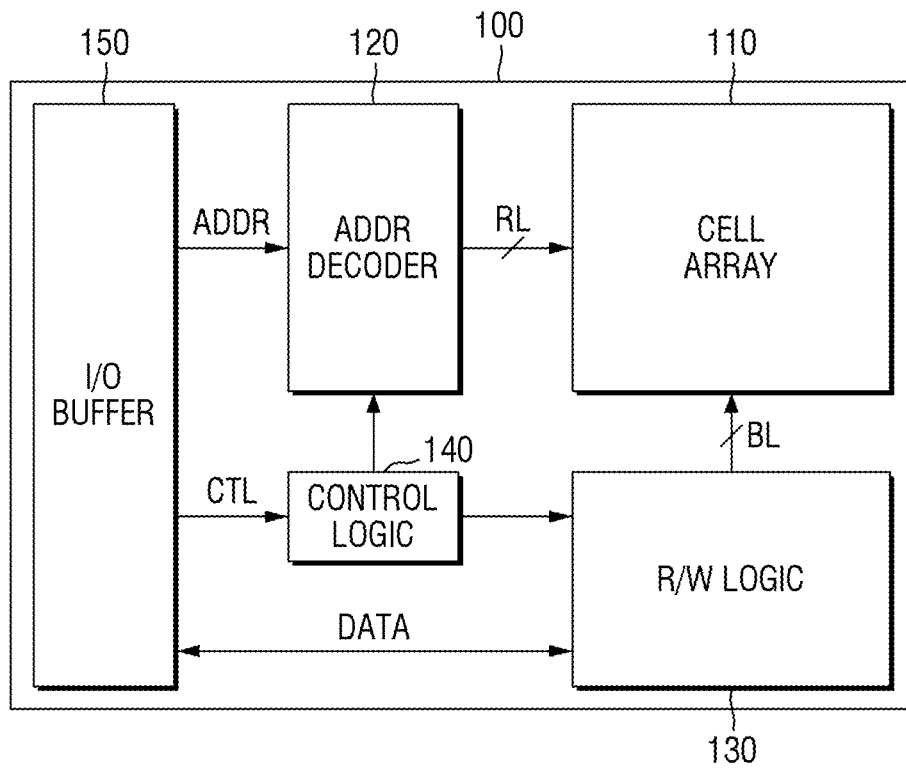 150
120
100
110
ADDR
ADDR
DECODER
RL
CELL
ARRAY
I/O
BUFFER
BL
140
CTL
CONTROL
LOGIC
R/W LOGIC
DATA
130